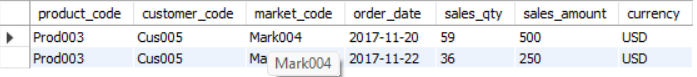 product_code customer_code market_code order_date sales_qty sales_amount currency
Prod003 Cus005 Mark004 2017-11-20 59 500 USD
Prod003 Cus005 Ma 2017-11-22 36 250 USD
Mark004